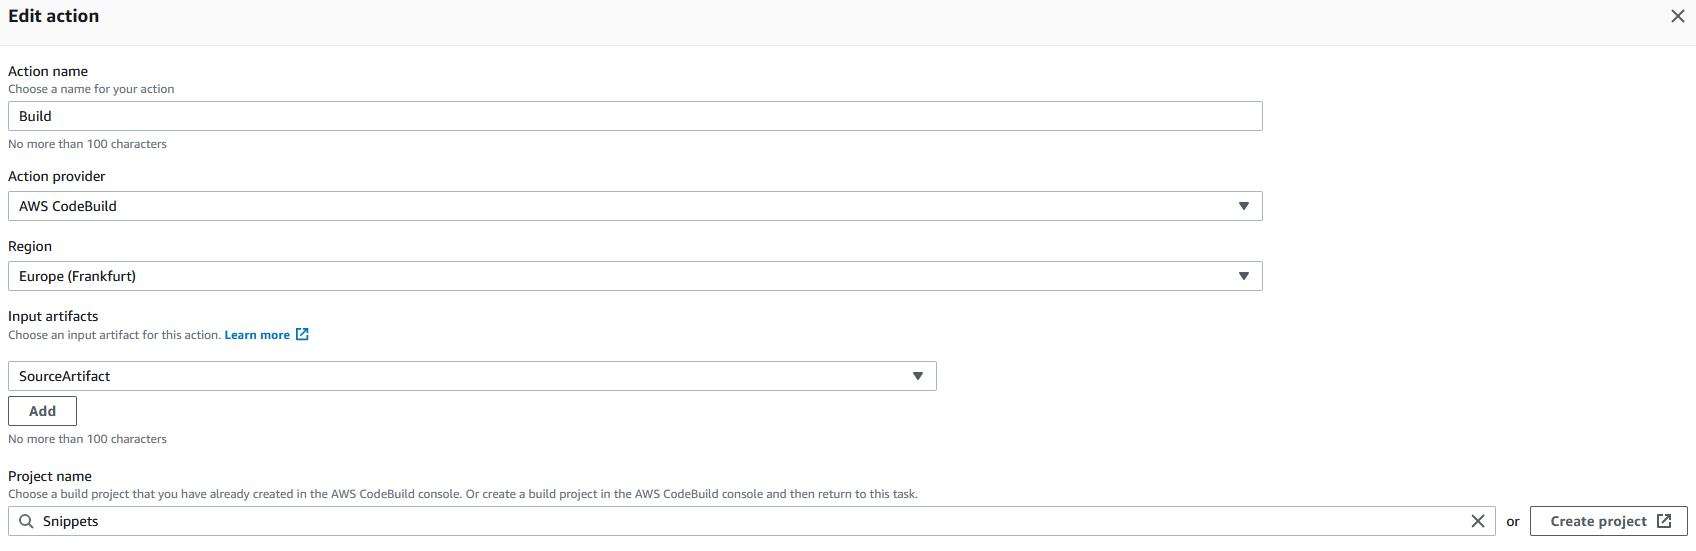 Edit action
Action name
Choose a name for your action
Build
No more than 100 characters
Action provider
AWS CodeBuild
Region
Europe (Frankfurt)
Input artifacts
Choose an input artifact for this action. Learn more
SourceArtifact
Add
No more than 100 characters
Project name
Choose a build project that you have already created in the AWS CodeBuild console. Or create a build project in the AWS CodeBuild console and then return to this task.
Snippets or Create project